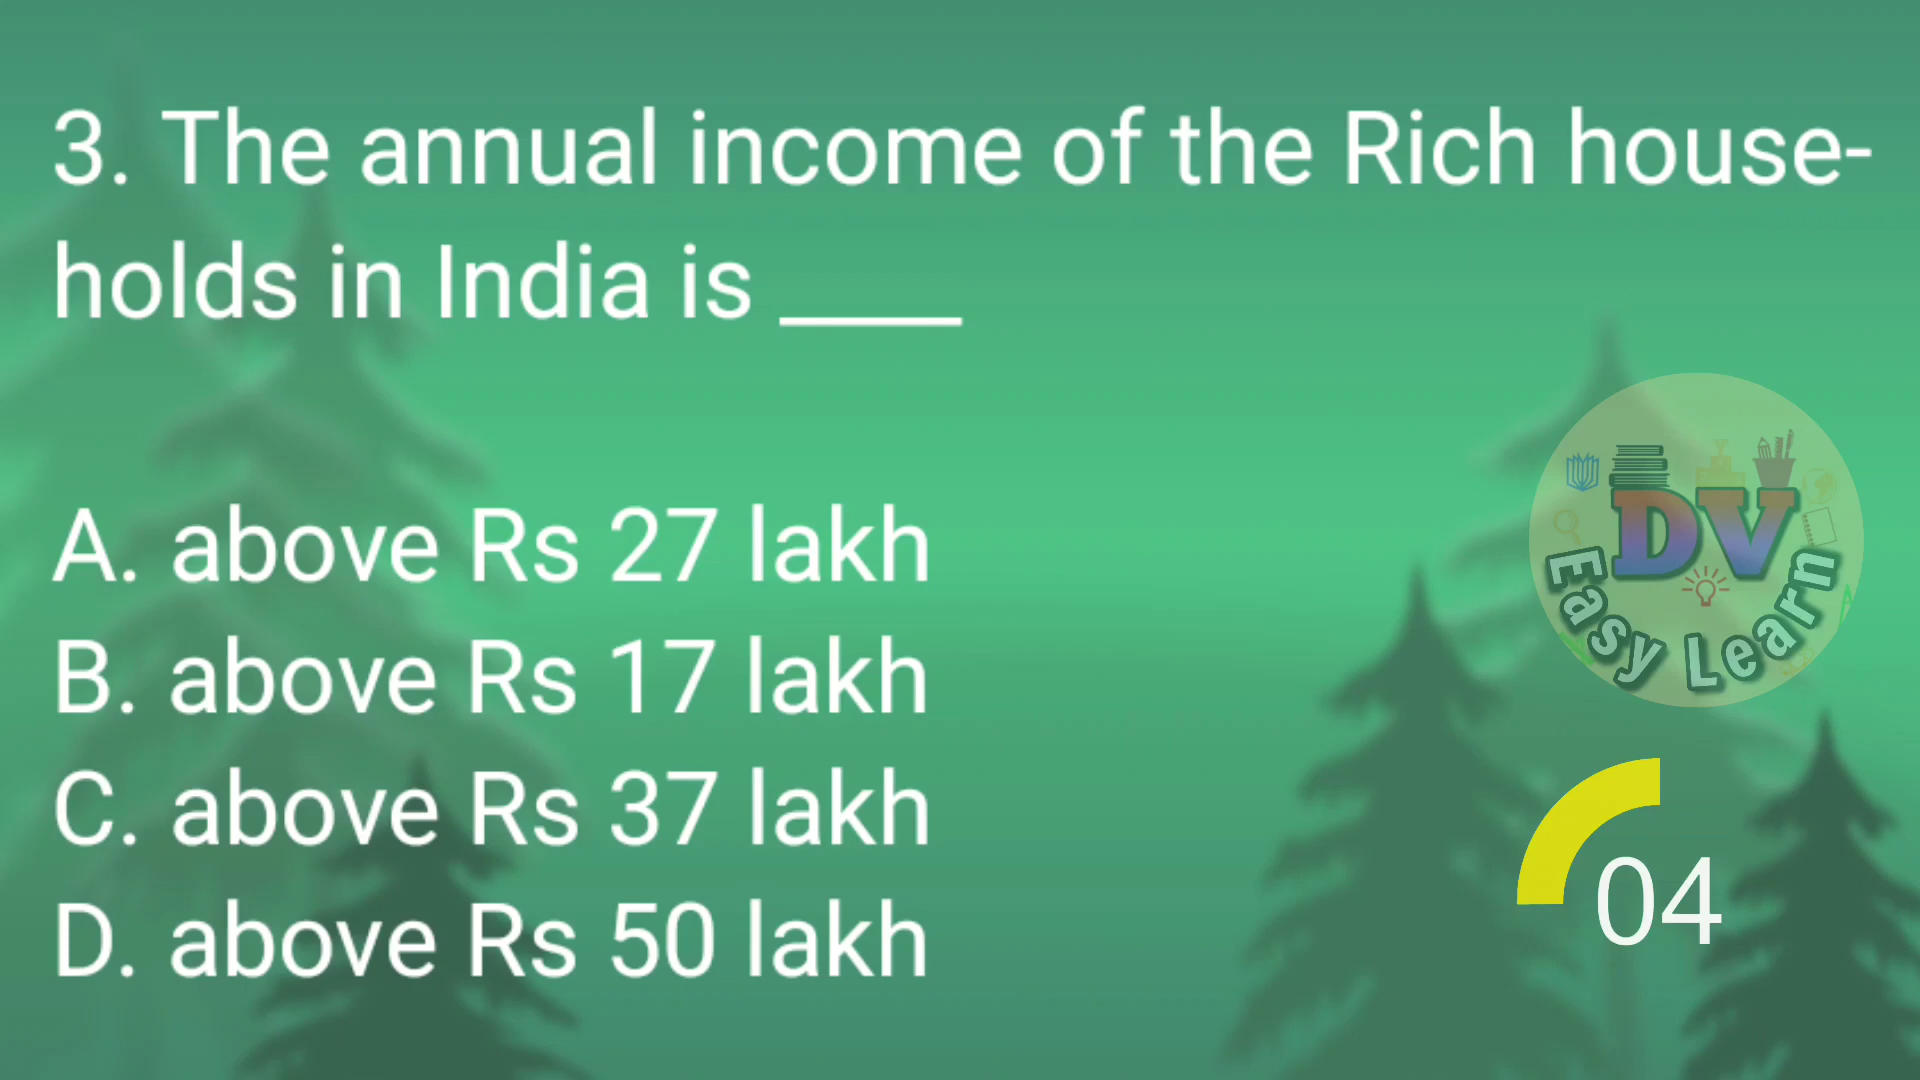 3. The annual income of the Rich house-
holds in India is ____
A. above Rs 27 lakh
B. above Rs 17 lakh
C. above Rs 37 lakh
D. above Rs 50 lakh
DV
Easy Learn
04